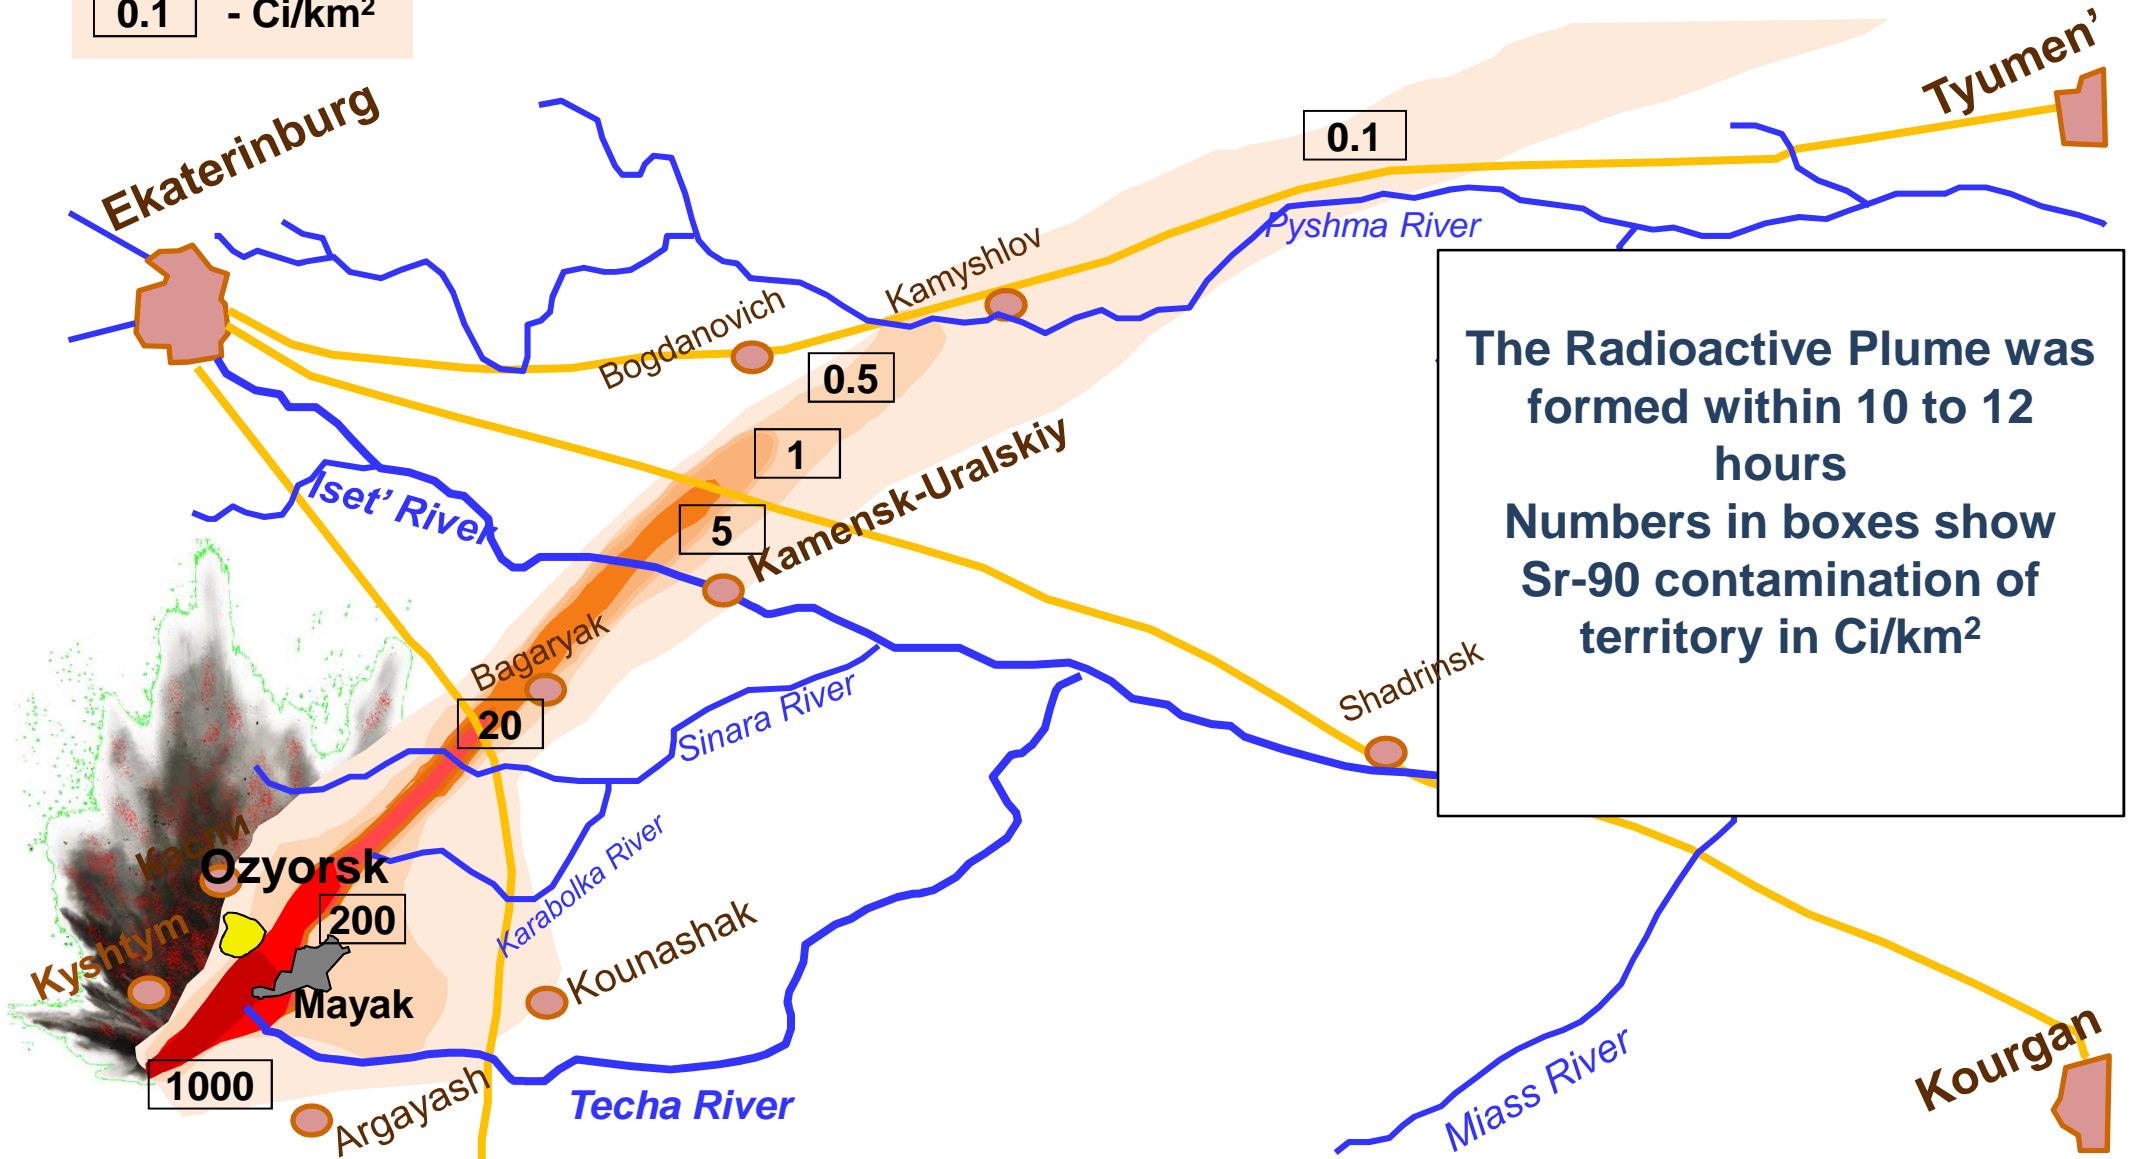 0.1 - Ci/km²
Tyumen’
Ekaterinburg
0.1
Pyshma River
Kamyshlov
Bogdanovich
0.5
The Radioactive Plume was
formed within 10 to 12
hours
Numbers in boxes show
Sr-90 contamination of
territory in Ci/km²
1
Kamensk-Uralskiy
Iset’ River
5
Bagaryak
Shadrinsk
20
Sinara River
Касли
Ozyorsk
Karabolka River
200
Kyshtym
Kounashak
Mayak
1000
Argayash
Techa River
Miass River
Kourgan